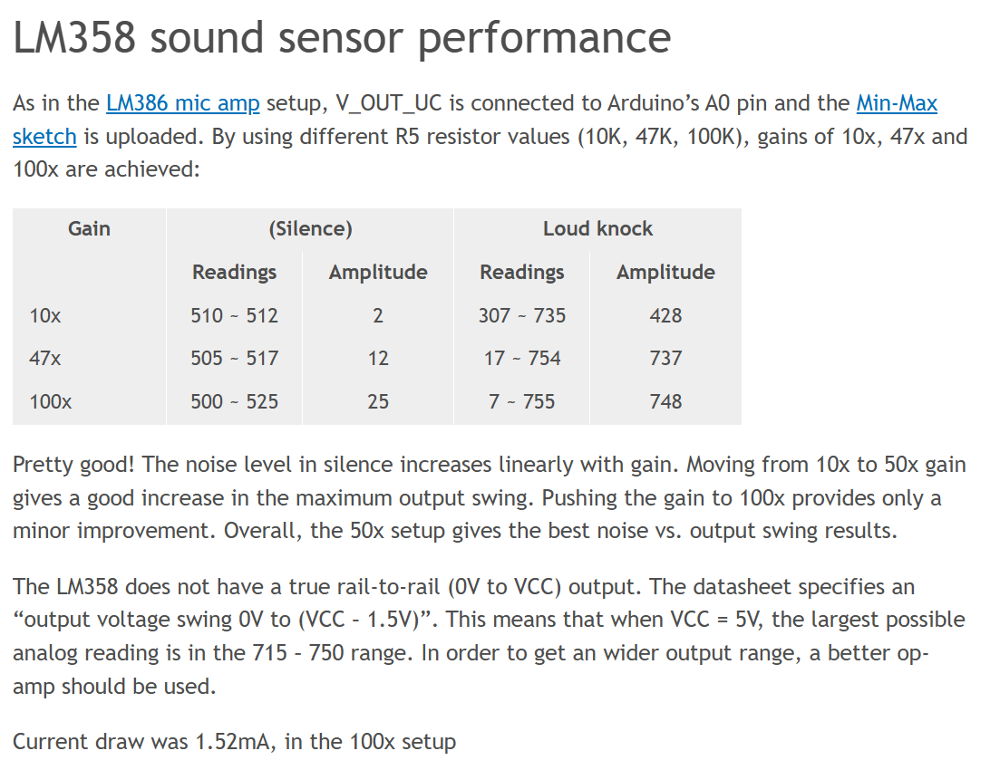 LM358 sound sensor performance
As in the LM386 mic amp setup, V_OUT_UC is connected to Arduino’s A0 pin and the Min-Max
sketch is uploaded. By using different R5 resistor values (10K, 47K, 100K), gains of 10x, 47x and
100x are achieved:
Gain (Silence) Loud knock
Readings Amplitude Readings Amplitude
10x 510 ~ 512 2 307 ~ 735 428
47x 505 ~ 517 12 17 ~ 754 737
100x 500 ~ 525 25 7 ~ 755 748
Pretty good! The noise level in silence increases linearly with gain. Moving from 10x to 50x gain
gives a good increase in the maximum output swing. Pushing the gain to 100x provides only a
minor improvement. Overall, the 50x setup gives the best noise vs. output swing results.
The LM358 does not have a true rail-to-rail (0V to VCC) output. The datasheet specifies an
“output voltage swing 0V to (VCC – 1.5V)”. This means that when VCC = 5V, the largest possible
analog reading is in the 715 – 750 range. In order to get an wider output range, a better op-
amp should be used.
Current draw was 1.52mA, in the 100x setup